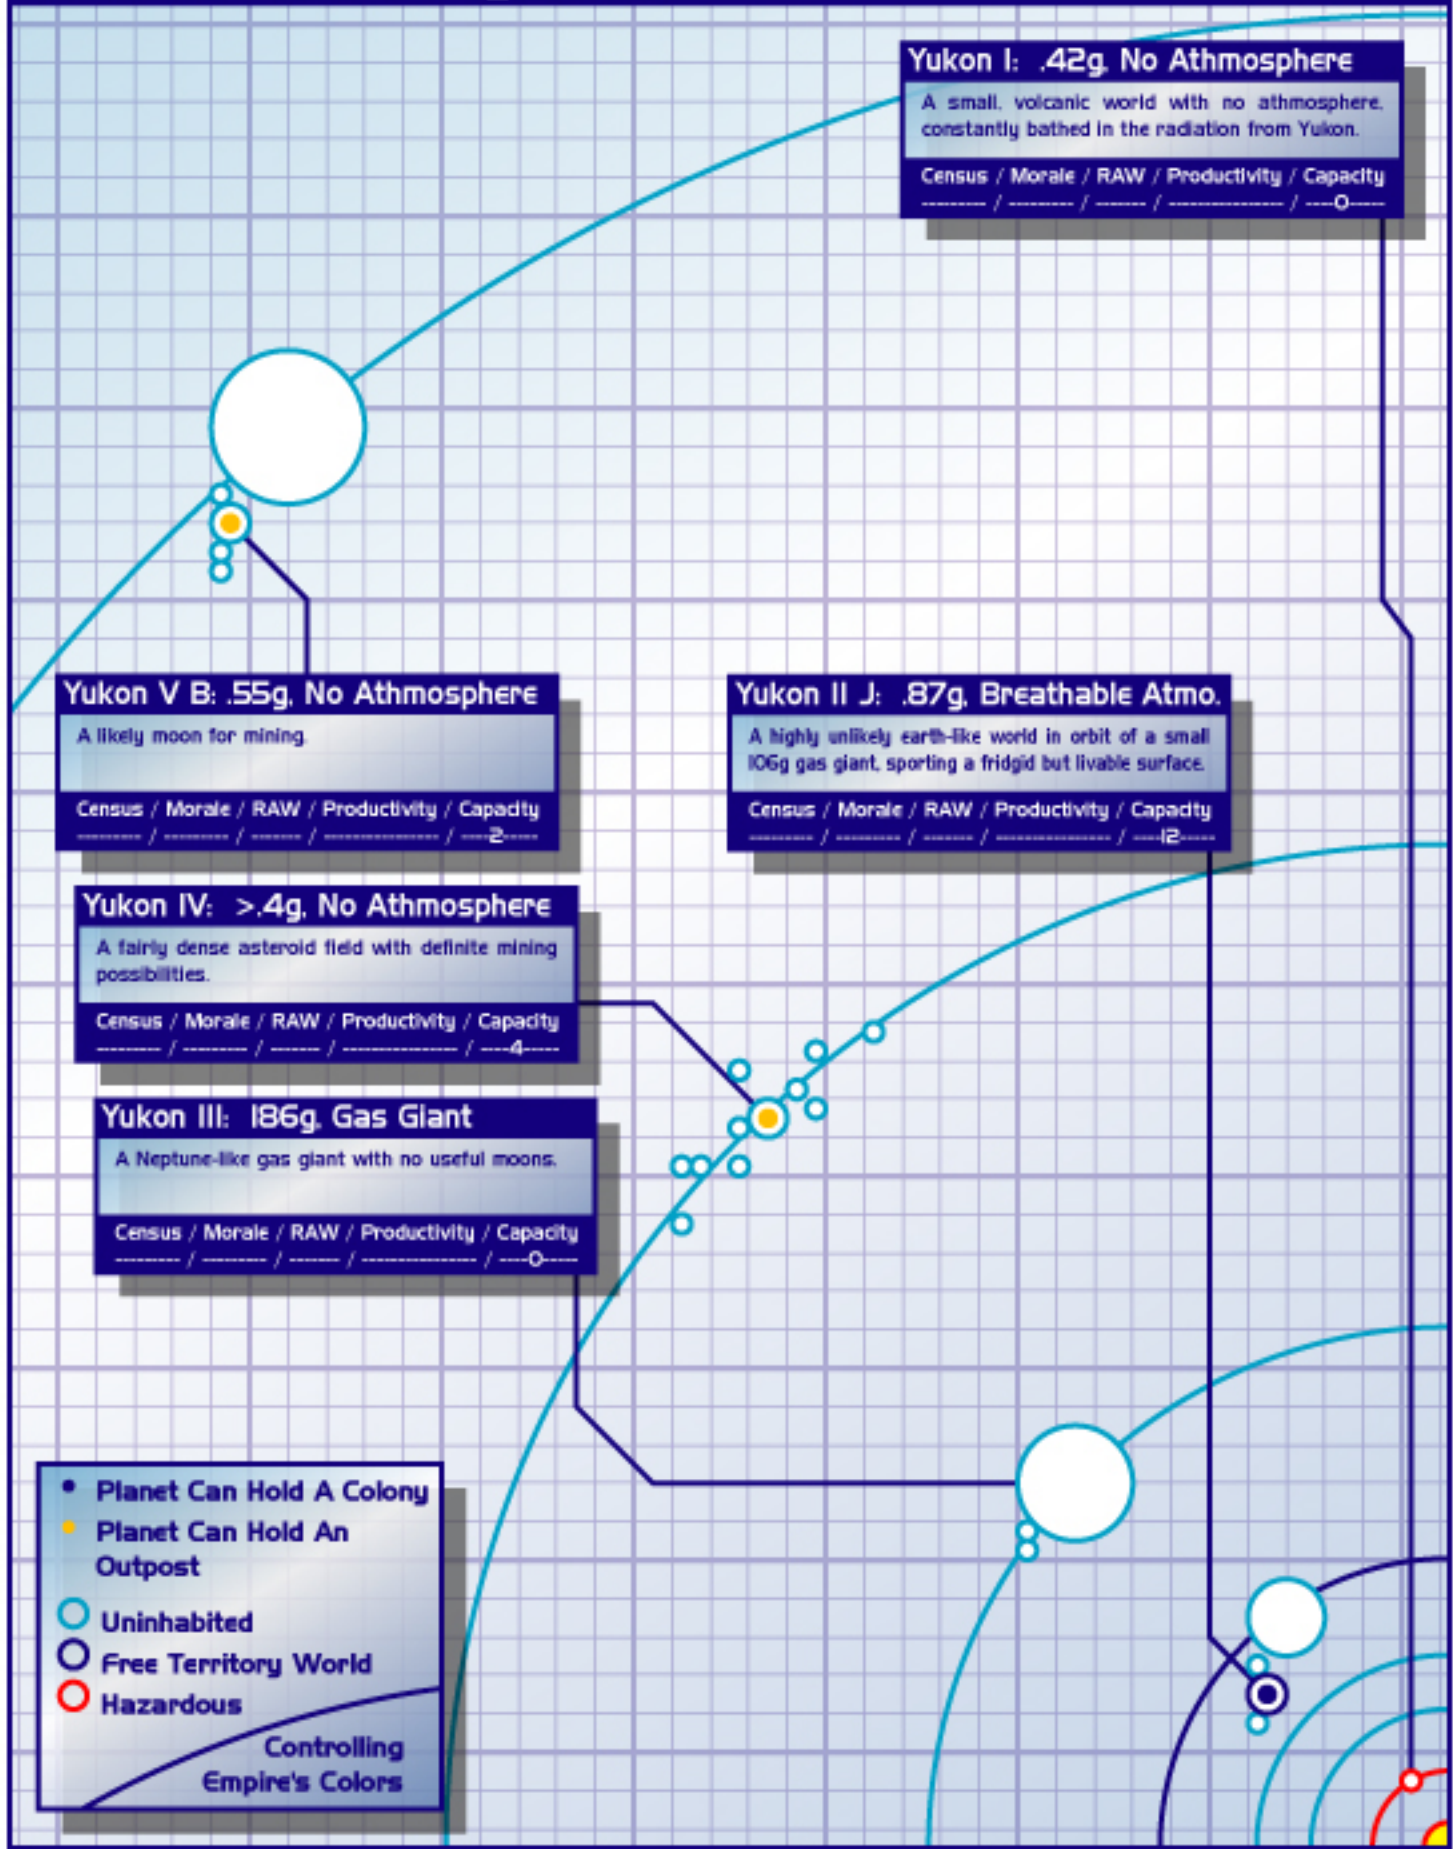 Yukon I: .42g, No Athmosphere
A small, volcanic world with no athmosphere,
constantly bathed in the radiation from Yukon.
Census / Morale / RAW / Productivity / Capacity
--------- / --------- / ------- / ---------------- / ----0-----
Yukon V B: .55g, No Athmosphere
A likely moon for mining.
Census / Morale / RAW / Productivity / Capacity
--------- / --------- / ------- / ---------------- / ----2-----
Yukon II J: .87g, Breathable Atmo.
A highly unlikely earth-like world in orbit of a small
106g gas giant, sporting a fridgid but livable surface.
Census / Morale / RAW / Productivity / Capacity
--------- / --------- / ------- / ---------------- / ----12-----
Yukon IV: >.4g, No Athmosphere
A fairly dense asteroid field with definite mining
possibilities.
Census / Morale / RAW / Productivity / Capacity
--------- / --------- / ------- / ---------------- / ----4-----
Yukon III: 186g, Gas Giant
A Neptune-like gas giant with no useful moons.
Census / Morale / RAW / Productivity / Capacity
--------- / --------- / ------- / ---------------- / ----0-----
Planet Can Hold A Colony
Planet Can Hold An
Outpost
Uninhabited
Free Territory World
Hazardous
Controlling
Empire's Colors